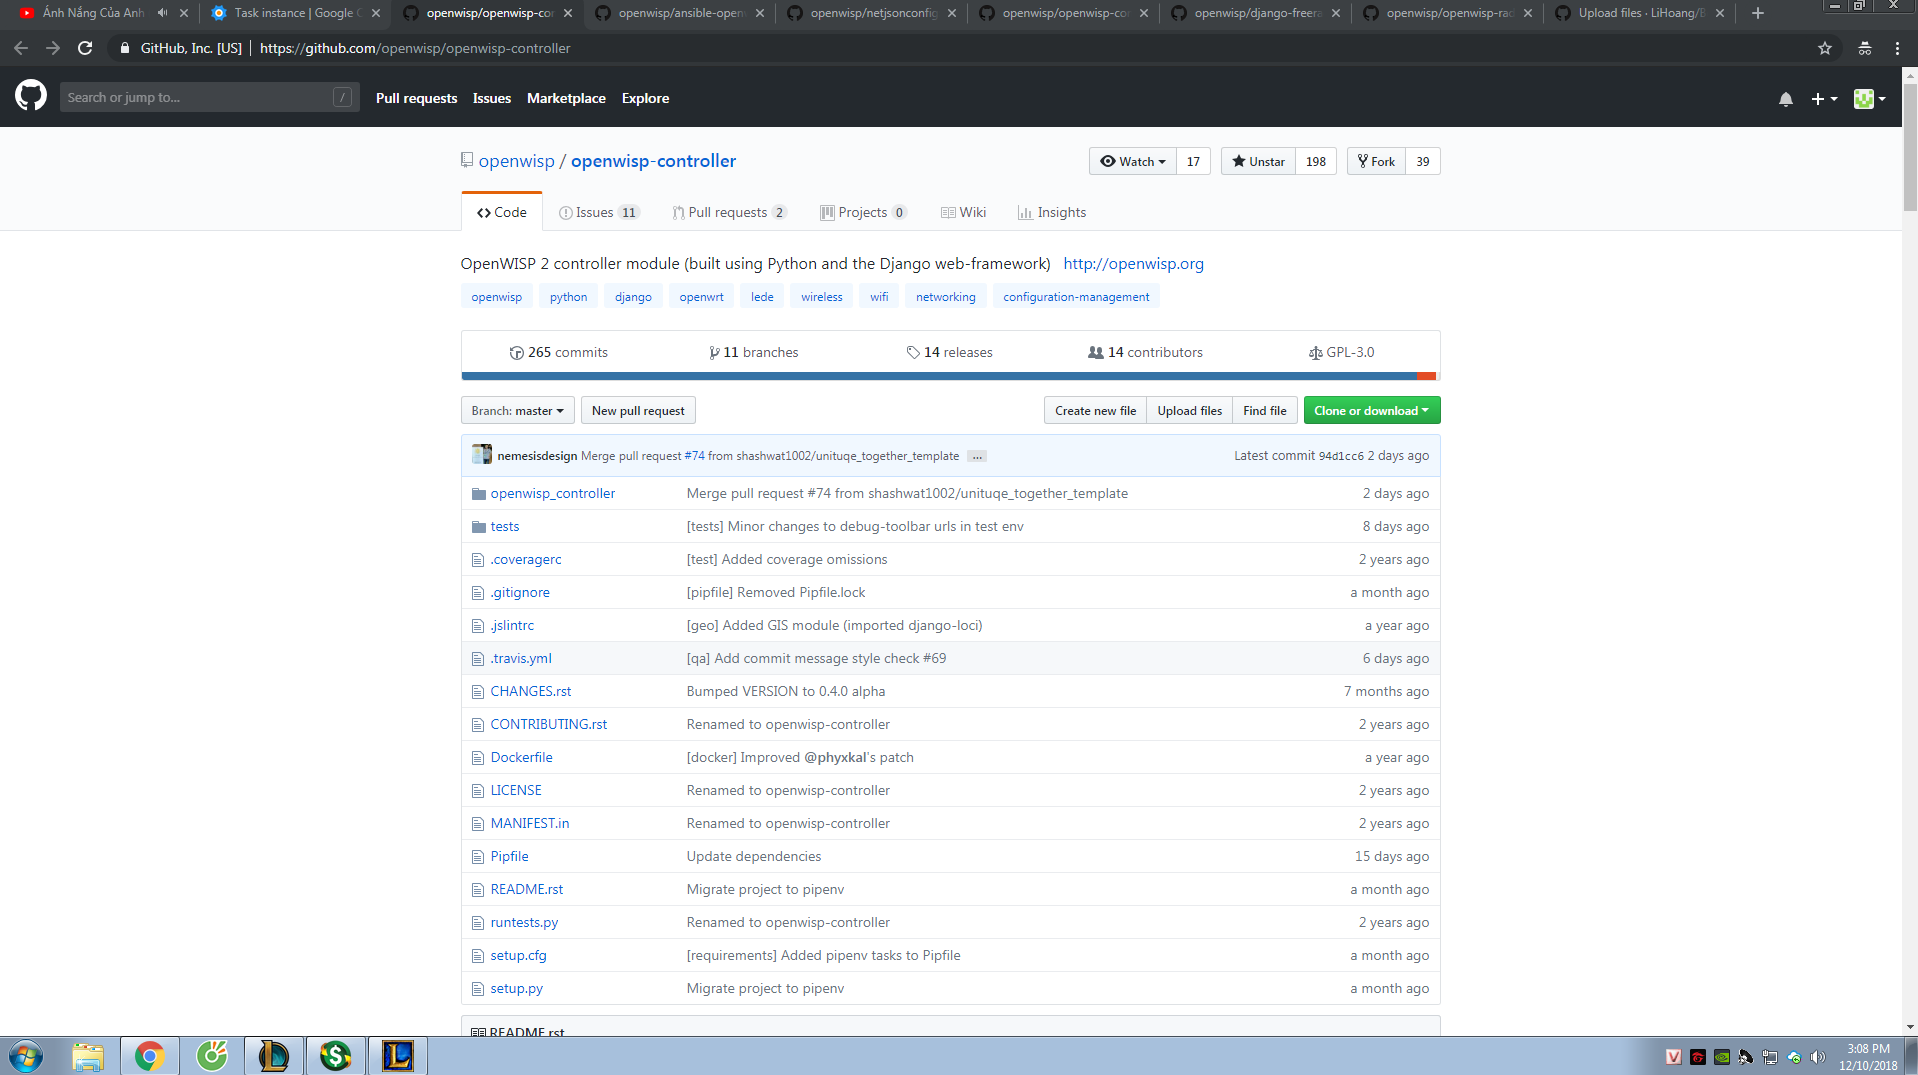 Ánh Nắng Của Anh
Task instance | Google C
openwisp/openwisp-con
openwisp/ansible-open
openwisp/netjsonconfig
openwisp/openwisp-co
openwisp/django-freera
openwisp/openwisp-rad
Upload files · LiHoang/
GitHub, Inc. [US] | https://github.com/openwisp/openwisp-controller
Search or jump to... /
Pull requests Issues Marketplace Explore
openwisp / openwisp-controller
Watch 17 Unstar 198 Fork 39
Code Issues 11 Pull requests 2 Projects 0 Wiki Insights
OpenWISP 2 controller module (built using Python and the Django web-framework) http://openwisp.org
openwisp python django openwrt lede wireless wifi networking configuration-management
265 commits 11 branches 14 releases 14 contributors GPL-3.0
Branch: master New pull request Create new file Upload files Find file Clone or download
nemesisdesign Merge pull request #74 from shashwat1002/unituqe_together_template ... Latest commit 94d1cc6 2 days ago
openwisp_controller Merge pull request #74 from shashwat1002/unituqe_together_template 2 days ago
tests [tests] Minor changes to debug-toolbar urls in test env 8 days ago
.coveragerc [test] Added coverage omissions 2 years ago
.gitignore [pipfile] Removed Pipfile.lock a month ago
.jslintrc [geo] Added GIS module (imported django-loci) a year ago
.travis.yml [qa] Add commit message style check #69 6 days ago
CHANGES.rst Bumped VERSION to 0.4.0 alpha 7 months ago
CONTRIBUTING.rst Renamed to openwisp-controller 2 years ago
Dockerfile [docker] Improved @phyxkal's patch a year ago
LICENSE Renamed to openwisp-controller 2 years ago
MANIFEST.in Renamed to openwisp-controller 2 years ago
Pipfile Update dependencies 15 days ago
README.rst Migrate project to pipenv a month ago
runtests.py Renamed to openwisp-controller 2 years ago
setup.cfg [requirements] Added pipenv tasks to Pipfile a month ago
setup.py Migrate project to pipenv a month ago
README.rst
3:08 PM
12/10/2018